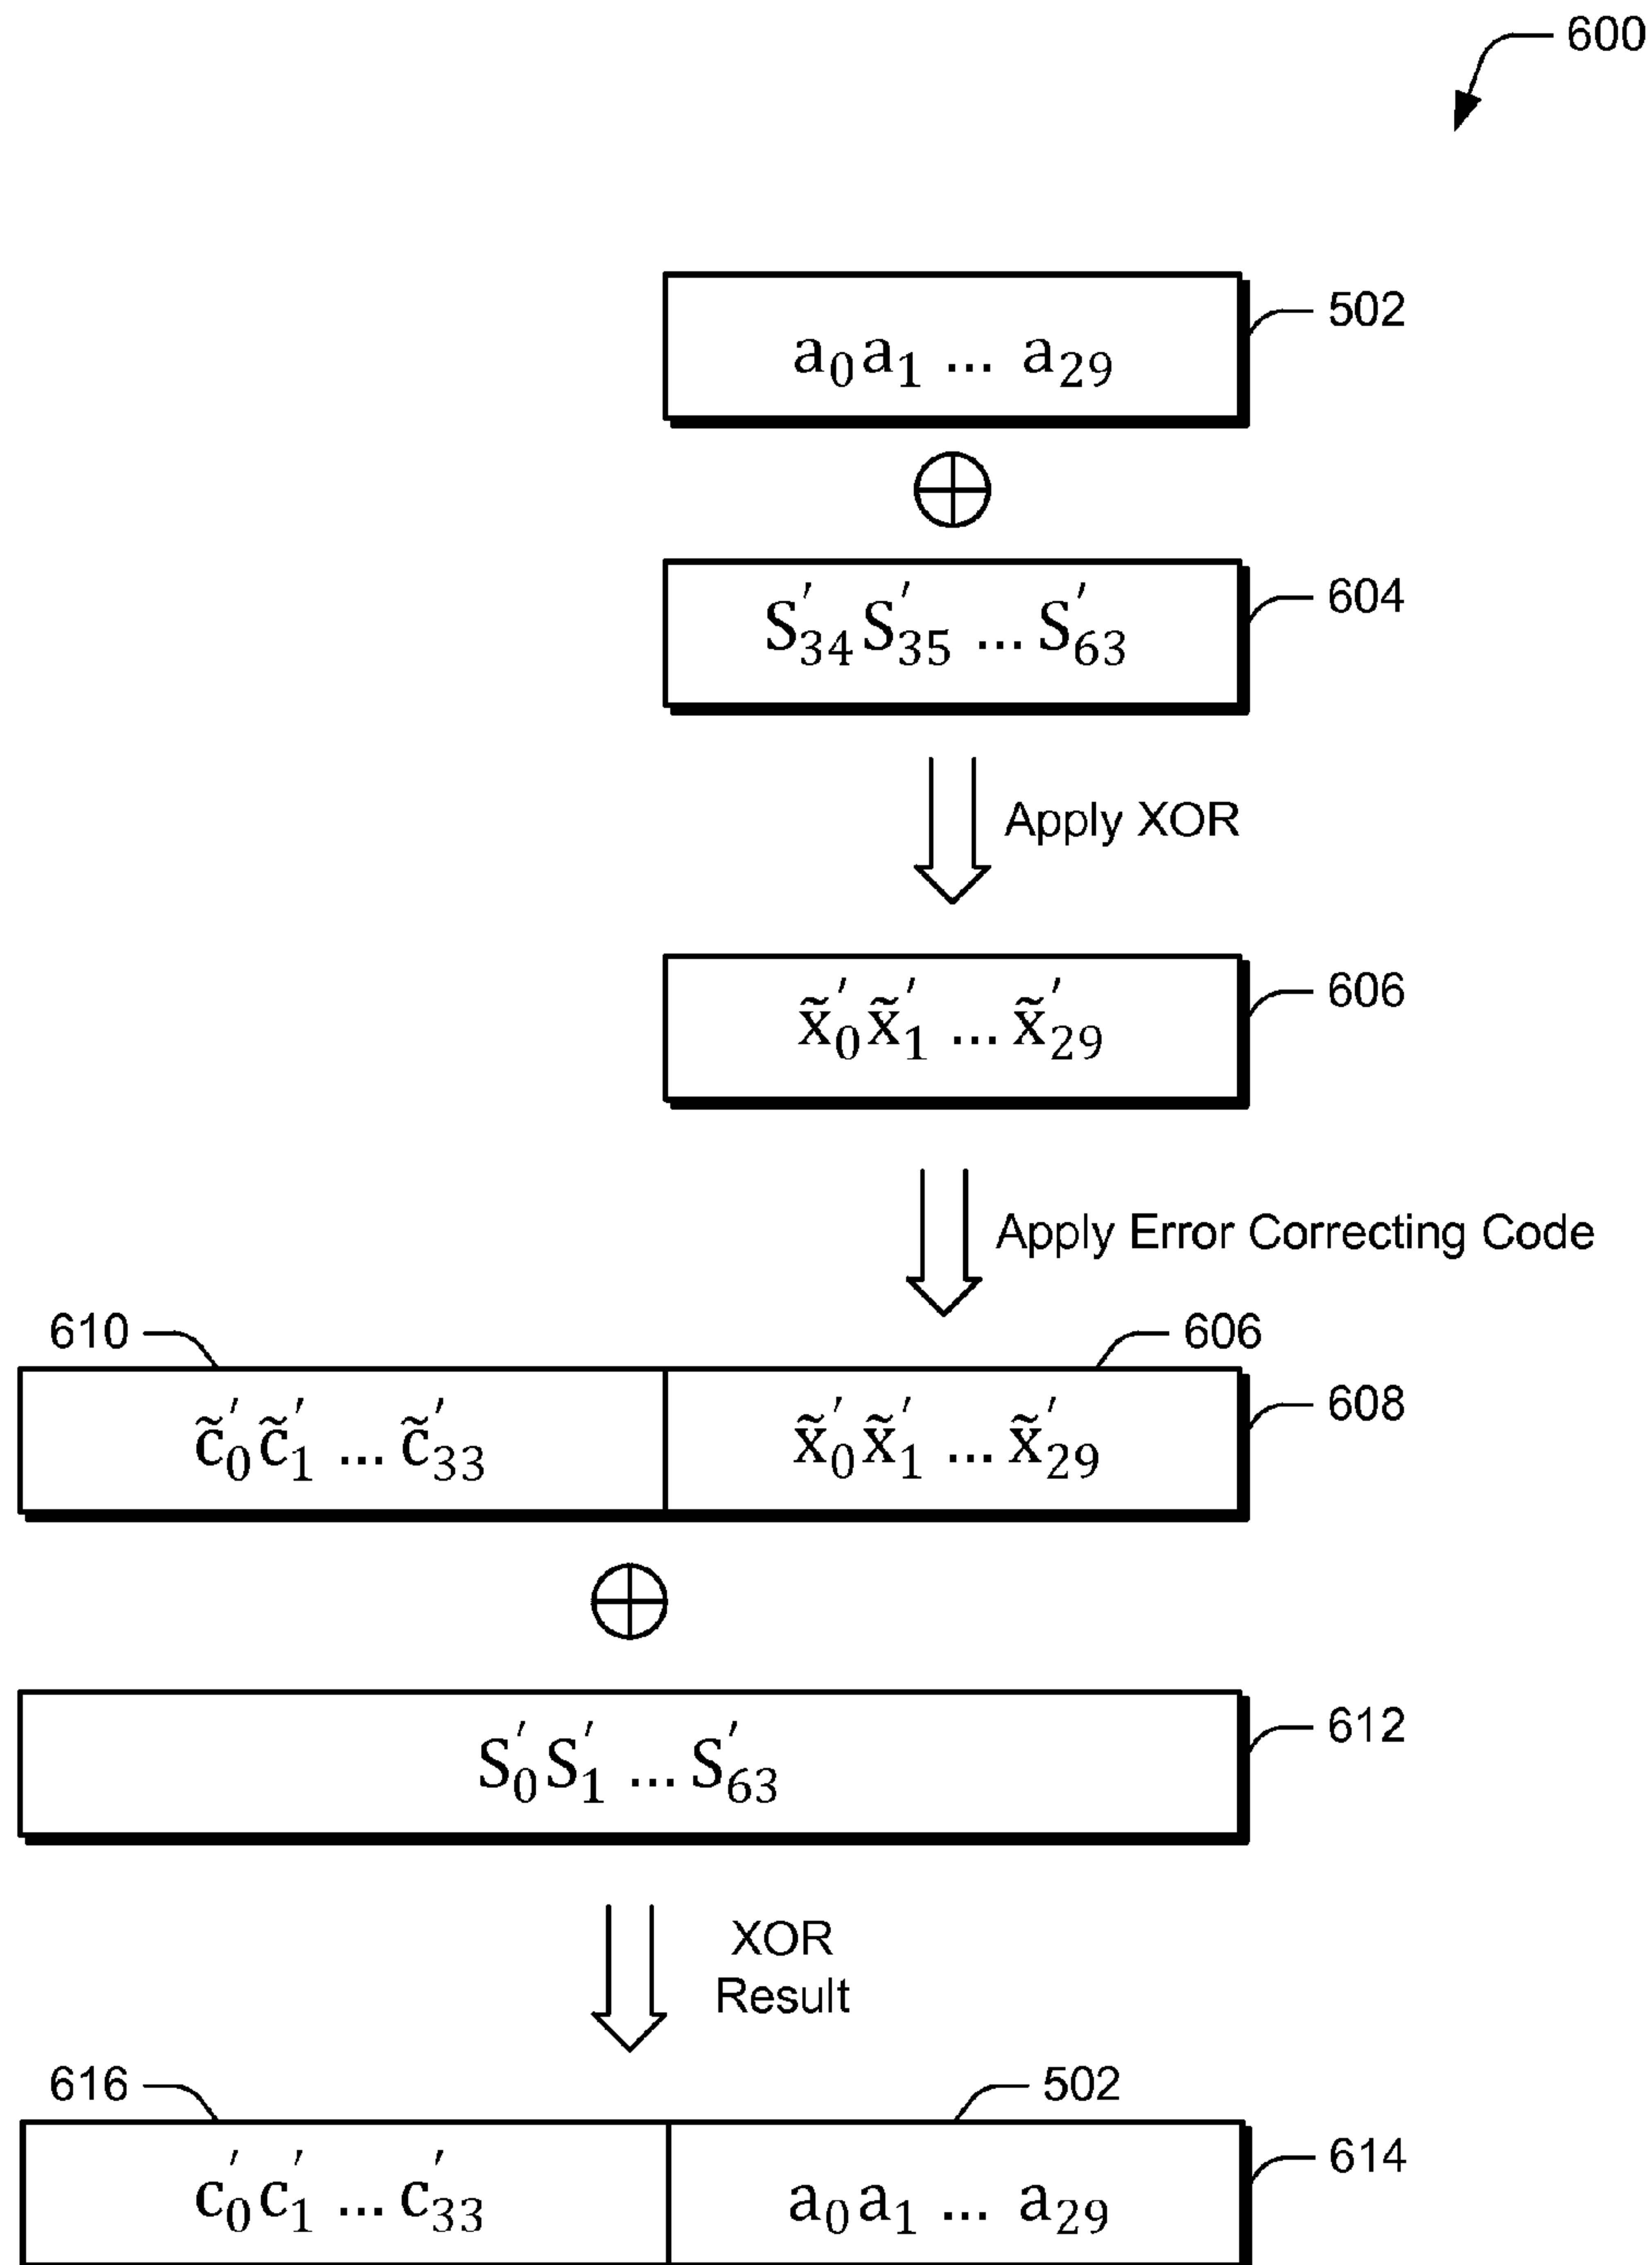 600
a₀a₁ ... a₂₉
502
S′₃₄S′₃₅ ... S′₆₃
604
Apply XOR
x̃′₀x̃′₁ ... x̃′₂₉
606
Apply Error Correcting Code
610 606
c̃′₀c̃′₁ ... c̃′₃₃ x̃′₀x̃′₁ ... x̃′₂₉
608
S′₀S′₁ ... S′₆₃
612
XOR
Result
616 502
c′₀c′₁ ... c′₃₃ a₀a₁ ... a₂₉
614